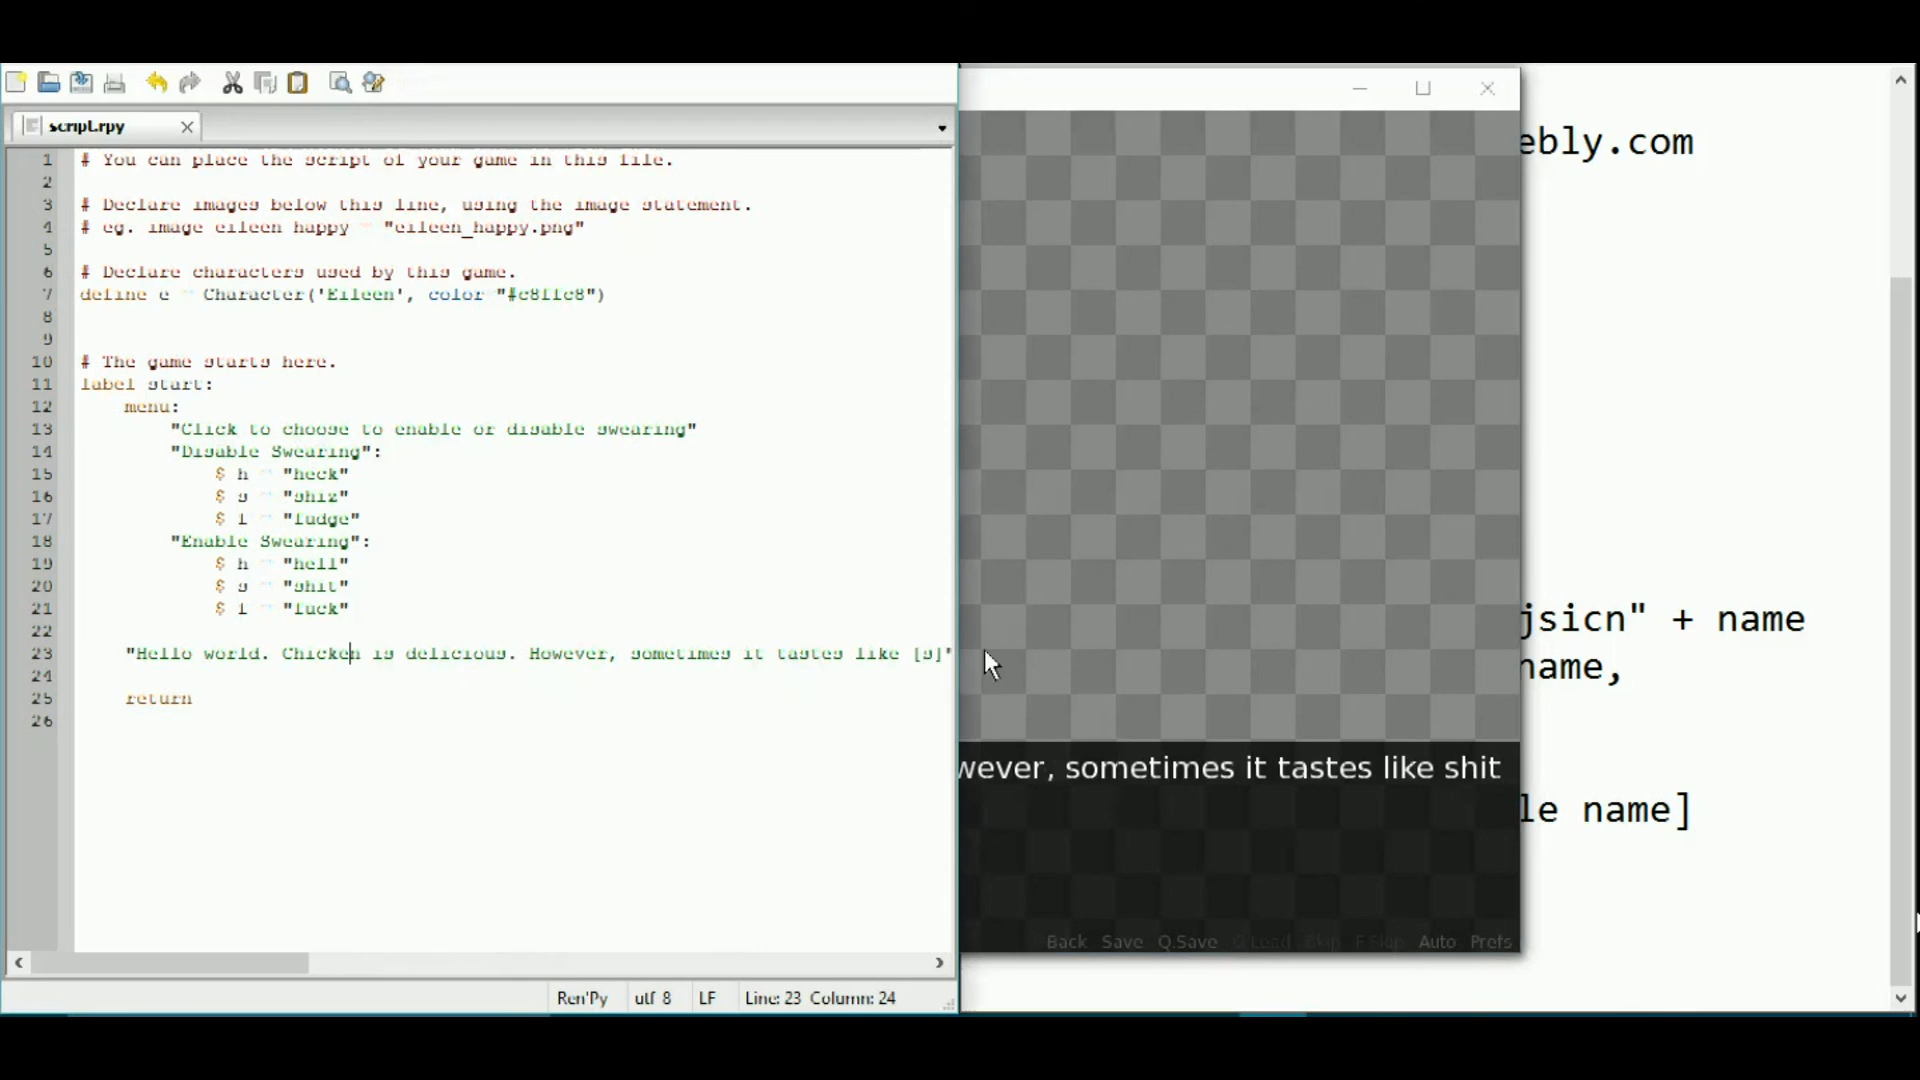 script.rpy
1 # You can place the script of your game in this file.
2
3 # Declare images below this line, using the image statement.
4 # eg. image eileen happy = "eileen_happy.png"
5
6 # Declare characters used by this game.
7 define e = Character('Eileen', color="#c8ffc8")
8
9
10 # The game starts here.
11 label start:
12 menu:
13 "Click to choose to enable or disable swearing"
14 "Disable Swearing":
15 $ h = "heck"
16 $ s = "shiz"
17 $ f = "fudge"
18 "Enable Swearing":
19 $ h = "hell"
20 $ s = "shit"
21 $ f = "fuck"
22
23 "Hello world. Chicken is delicious. However, sometimes it tastes like [s]"
24
25 return
26
Ren'Py utf 8 LF Line: 23 Column: 24
wever, sometimes it tastes like shit
Back Save Q.Save Q.Load Skip F.Skip Auto Prefs
ebly.com
jsicn" + name
name,
le name]